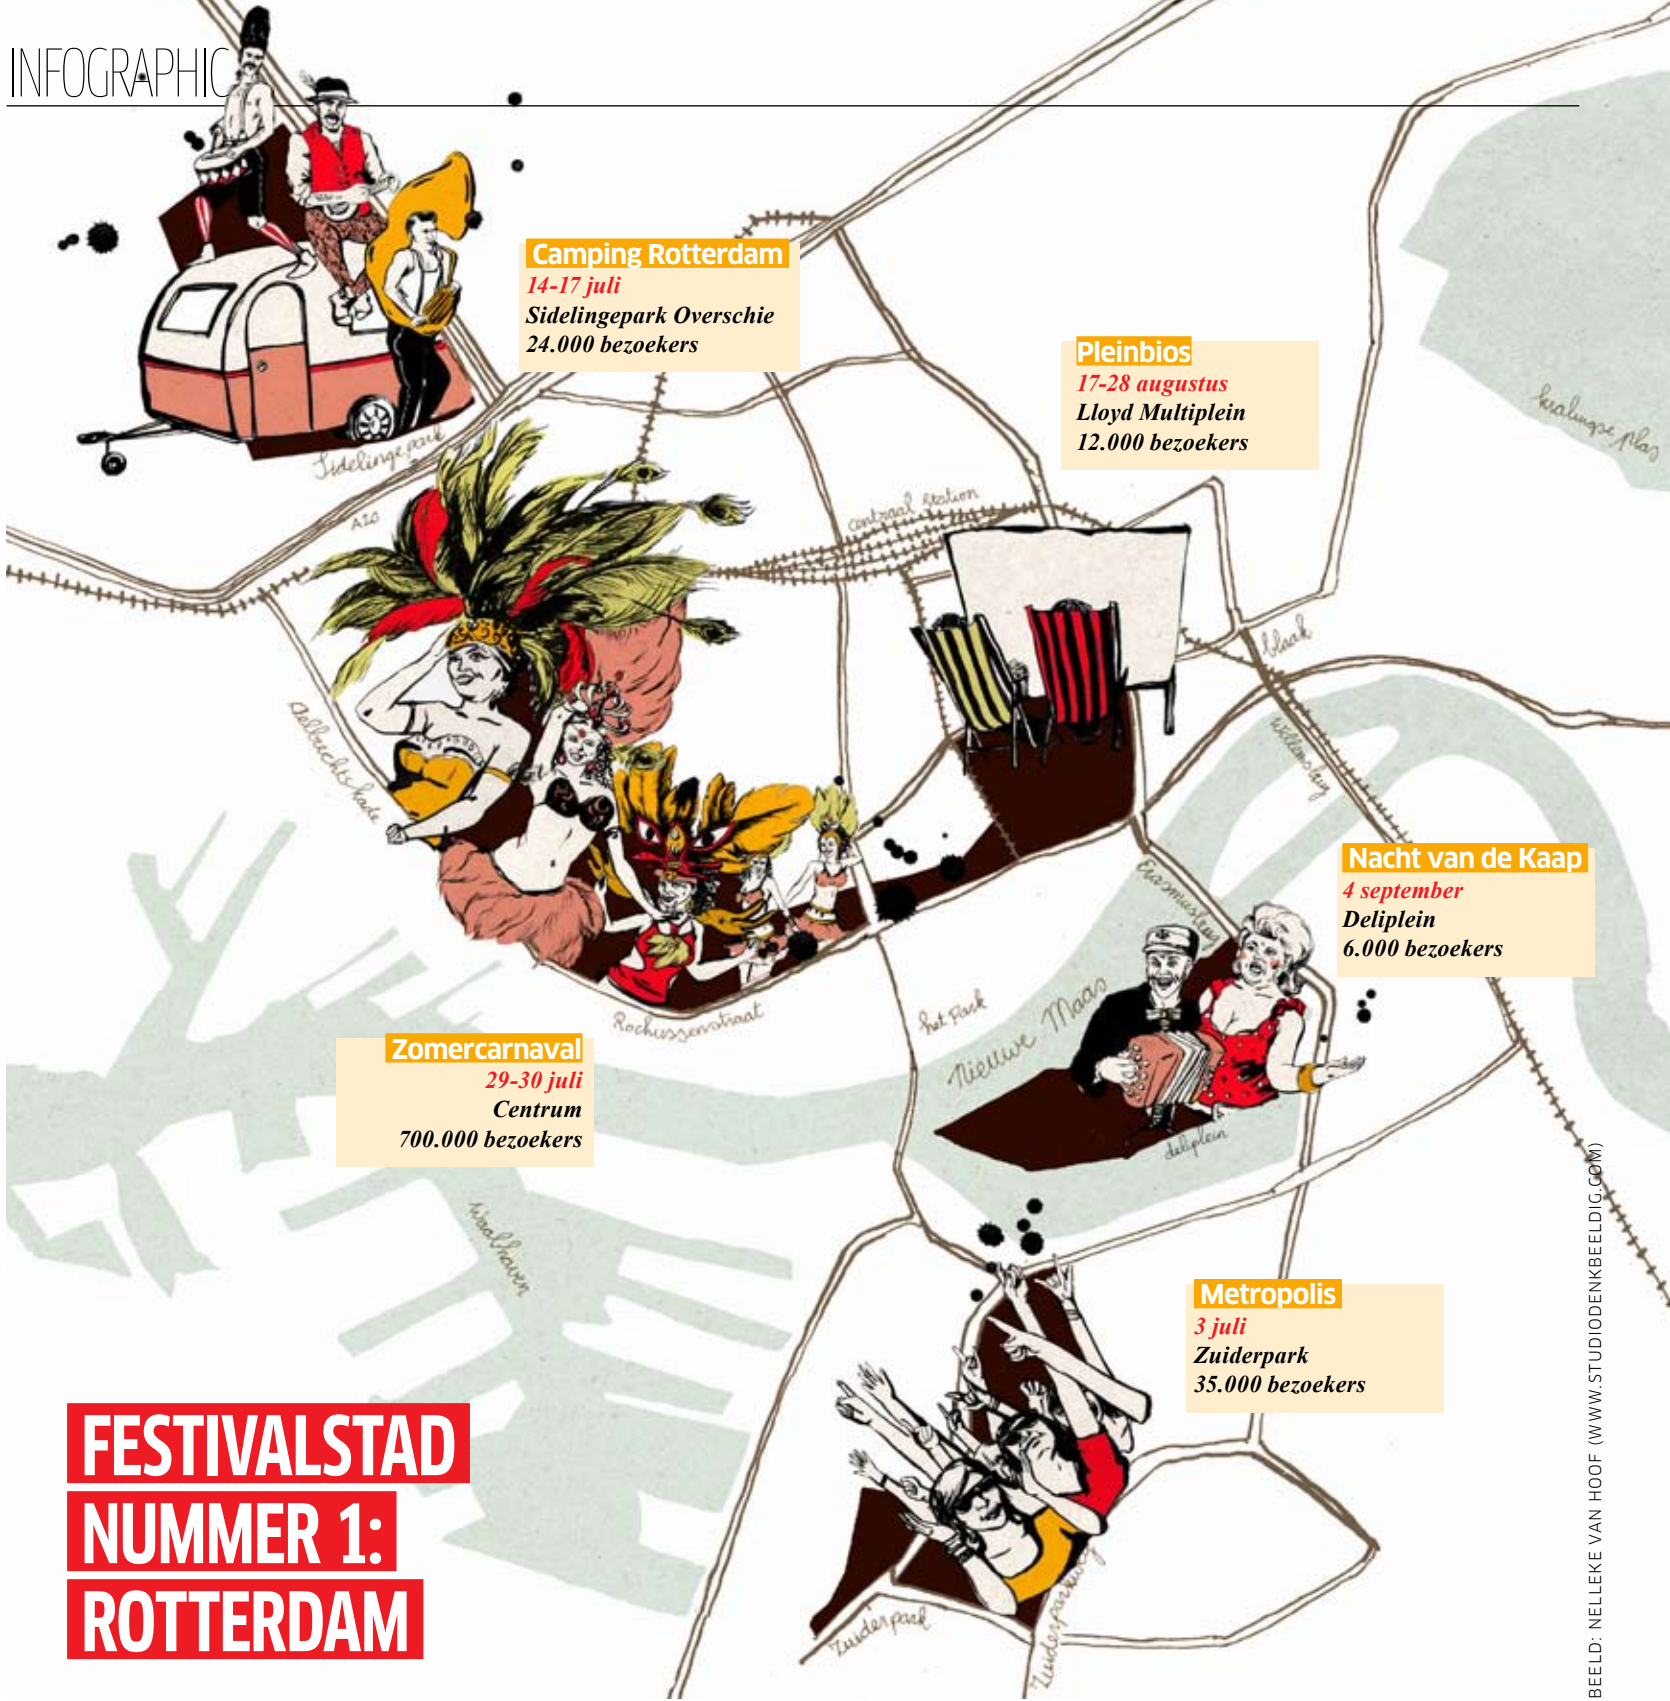 INFOGRAPHIC
Camping Rotterdam
14-17 juli
Sidelingepark Overschie
24.000 bezoekers
Pleinbios
17-28 augustus
Lloyd Multiplein
12.000 bezoekers
kralingse plas
Sidelingepark
A20
centraal station
blaak
Aelbrechtskade
Willemsbrug
Nacht van de Kaap
4 september
Deliplein
6.000 bezoekers
Erasmusbrug
Nieuwe Maas
het Park
Rochussenstraat
Zomercarnaval
29-30 juli
Centrum
700.000 bezoekers
deliplein
Waalhaven
Metropolis
3 juli
Zuiderpark
35.000 bezoekers
FESTIVALSTAD
NUMMER 1:
ROTTERDAM
Zuiderpark
Zuiderparkweg
BEELD: NELLEKE VAN HOOF (WWW.STUDIODENKBEELDIG.COM)